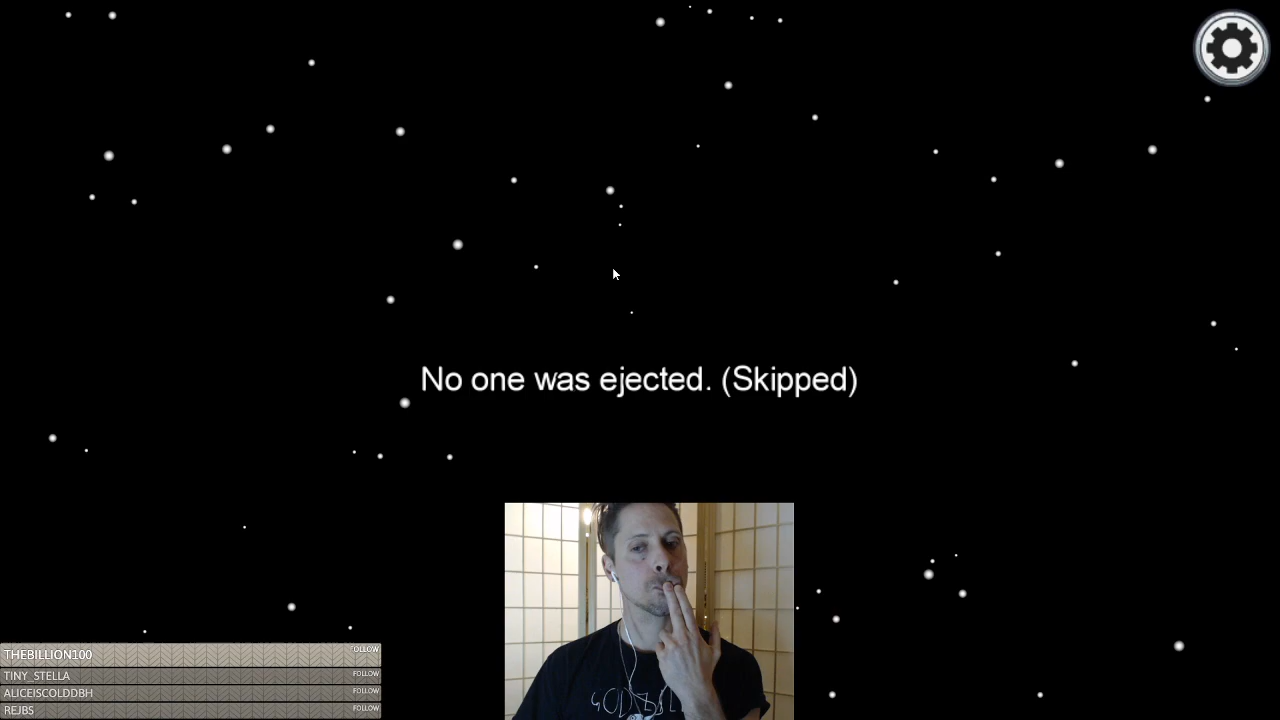 No one was ejected. (Skipped)
THEBILLION100 FOLLOW
TINY_STELLA FOLLOW
ALICEISCOLDDBH FOLLOW
REJBS FOLLOW